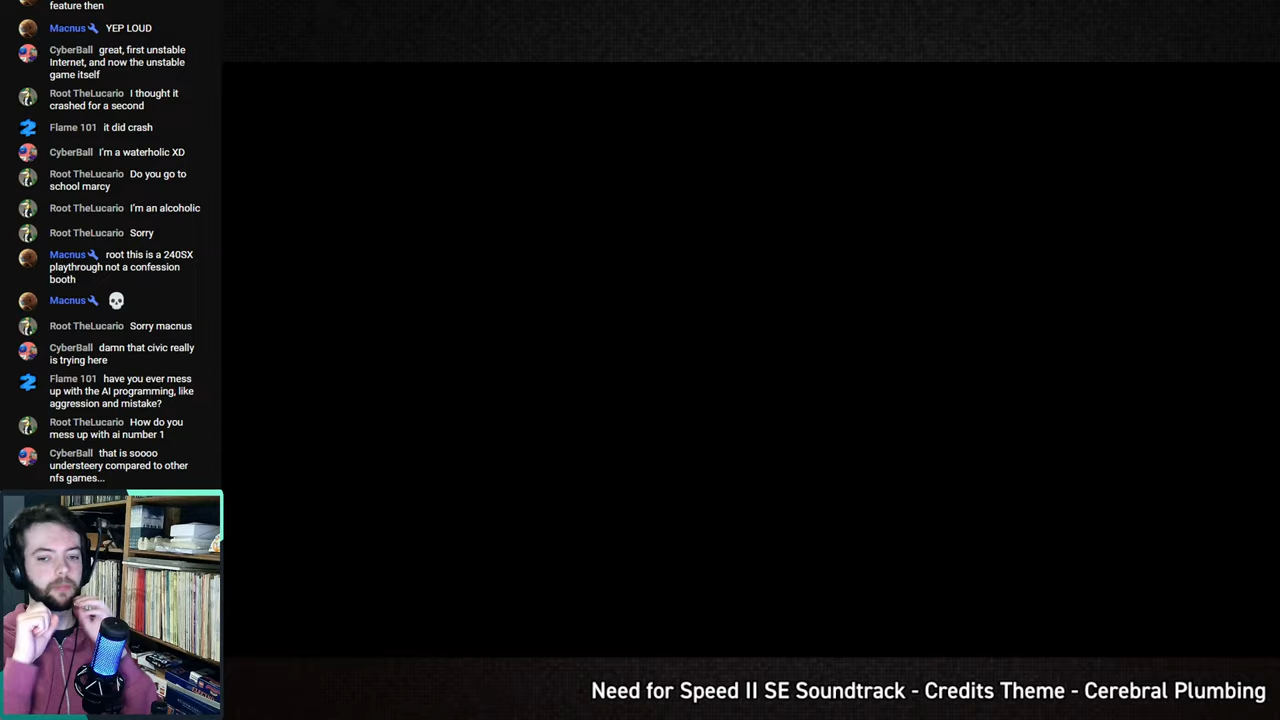 feature then
Macnus YEP LOUD
CyberBall great, first unstable
Internet, and now the unstable
game itself
Root TheLucario I thought it
crashed for a second
Flame 101 it did crash
CyberBall I'm a waterholic XD
Root TheLucario Do you go to
school marcy
Root TheLucario I'm an alcoholic
Root TheLucario Sorry
Macnus root this is a 240SX
playthrough not a confession
booth
Macnus 💀
Root TheLucario Sorry macnus
CyberBall damn that civic really
is trying here
Flame 101 have you ever mess
up with the AI programming, like
aggression and mistake?
Root TheLucario How do you
mess up with ai number 1
CyberBall that is soooo
understeery compared to other
nfs games...
Need for Speed II SE Soundtrack - Credits Theme - Cerebral Plumbing